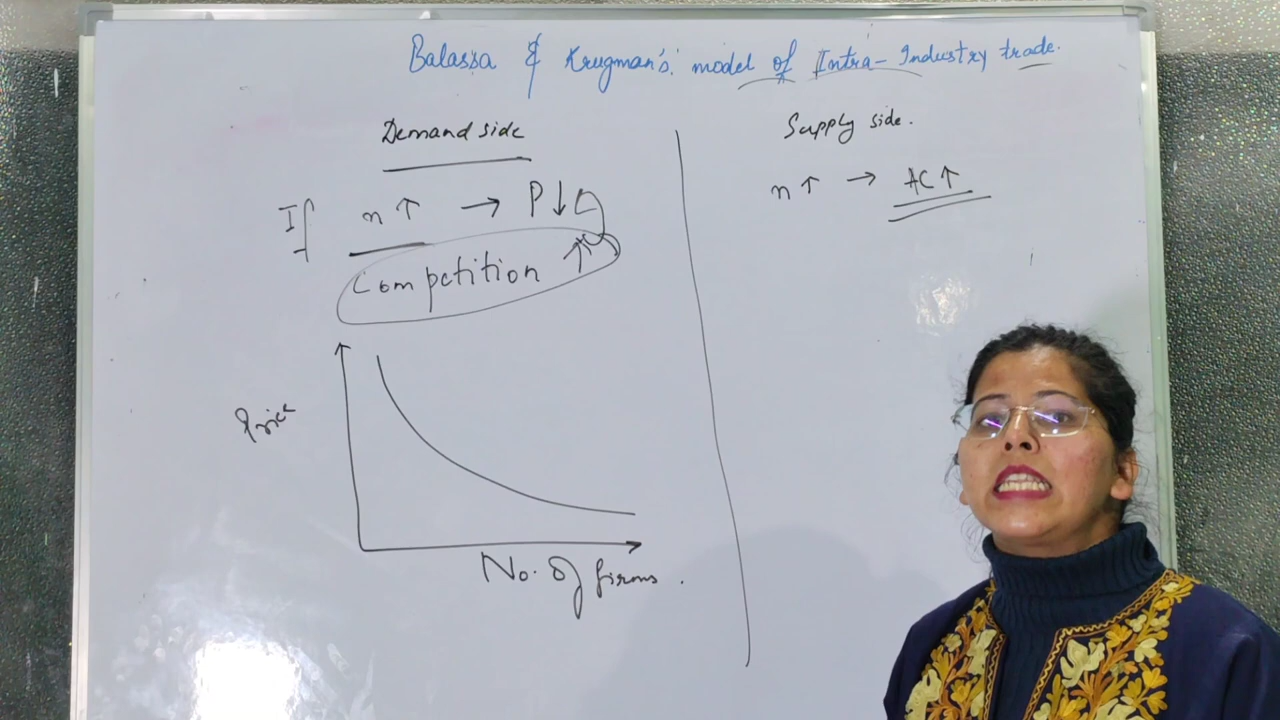 Balassa & Krugman's model of Intra-Industry trade.
Demand side
If n ↑ → P↓
Competition ↑
Price
No. Of firms.
Supply side.
n ↑ → AC ↑